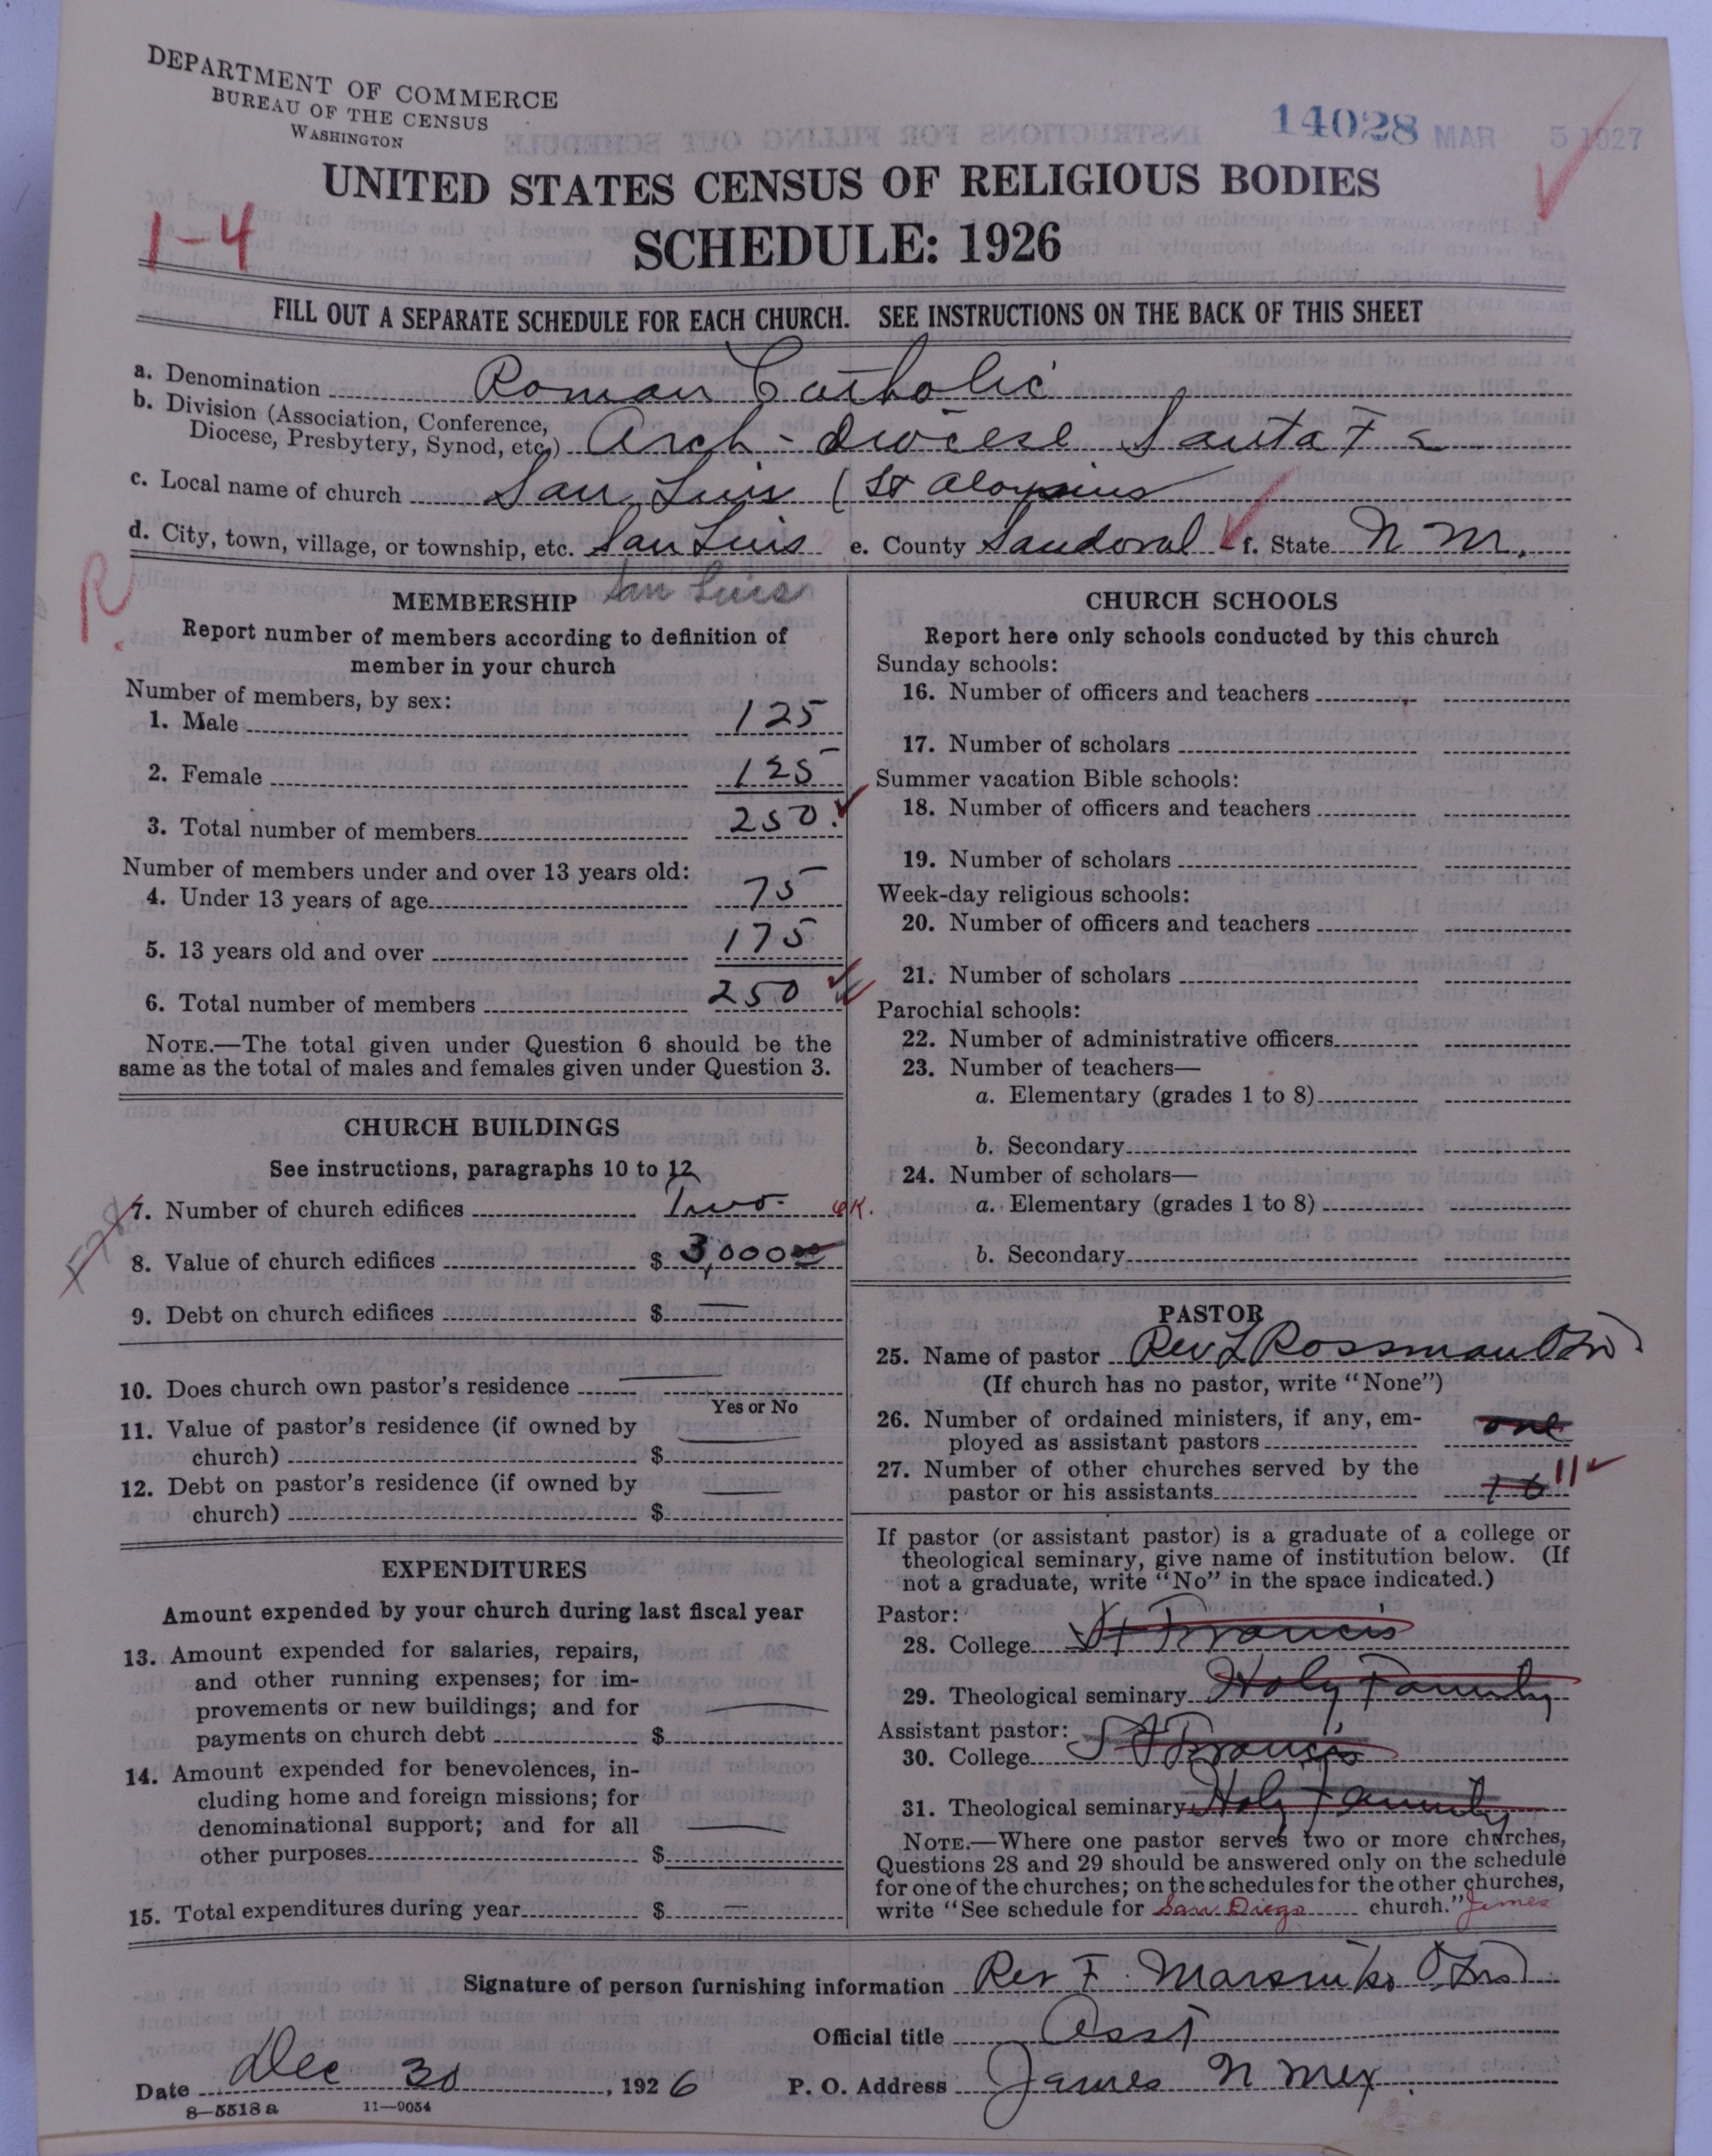 DEPARTMENT OF COMMERCE
BUREAU OF THE CENSUS
WASHINGTON
14028 MAR 5 1927
UNITED STATES CENSUS OF RELIGIOUS BODIES
1-4
SCHEDULE: 1926
FILL OUT A SEPARATE SCHEDULE FOR EACH CHURCH. SEE INSTRUCTIONS ON THE BACK OF THIS SHEET
a. Denomination Roman Catholic
b. Division (Association, Conference,
Diocese, Presbytery, Synod, etc.) Arch-diocese Santa Fe
c. Local name of church San Luis (St Aloysius
d. City, town, village, or township, etc. San Luis e. County Sandoval f. State N M.
R
MEMBERSHIP San Luis
Report number of members according to definition of
member in your church
Number of members, by sex:
1. Male 125
2. Female 125
3. Total number of members 250
Number of members under and over 13 years old:
4. Under 13 years of age 75
5. 13 years old and over 175
6. Total number of members 250
NOTE.—The total given under Question 6 should be the
same as the total of males and females given under Question 3.
CHURCH BUILDINGS
See instructions, paragraphs 10 to 12
7. Number of church edifices Two OK.
8. Value of church edifices $ 3,000 00
9. Debt on church edifices $ —
10. Does church own pastor's residence —
Yes or No
11. Value of pastor's residence (if owned by
church) $ —
12. Debt on pastor's residence (if owned by
church) $ —
EXPENDITURES
Amount expended by your church during last fiscal year
13. Amount expended for salaries, repairs,
and other running expenses; for im-
provements or new buildings; and for
payments on church debt $ —
14. Amount expended for benevolences, in-
cluding home and foreign missions; for
denominational support; and for all
other purposes $ —
15. Total expenditures during year $ —
CHURCH SCHOOLS
Report here only schools conducted by this church
Sunday schools:
16. Number of officers and teachers
17. Number of scholars
Summer vacation Bible schools:
18. Number of officers and teachers
19. Number of scholars
Week-day religious schools:
20. Number of officers and teachers
21. Number of scholars
Parochial schools:
22. Number of administrative officers
23. Number of teachers—
a. Elementary (grades 1 to 8)
b. Secondary
24. Number of scholars—
a. Elementary (grades 1 to 8)
b. Secondary
PASTOR
25. Name of pastor Rev L Rossman
(If church has no pastor, write "None")
26. Number of ordained ministers, if any, em-
ployed as assistant pastors one
27. Number of other churches served by the
pastor or his assistants 11
If pastor (or assistant pastor) is a graduate of a college or
theological seminary, give name of institution below. (If
not a graduate, write "No" in the space indicated.)
Pastor:
28. College St Francis
29. Theological seminary Holy Family
Assistant pastor:
30. College St Francis
31. Theological seminary Holy Family
NOTE.—Where one pastor serves two or more churches,
Questions 28 and 29 should be answered only on the schedule
for one of the churches; on the schedules for the other churches,
write "See schedule for San Diego church." Jemes
Signature of person furnishing information Rev F.
Official title Asst
Date Dec 30, 1926 P. O. Address James N Mex.
8—5518 a 11—9054